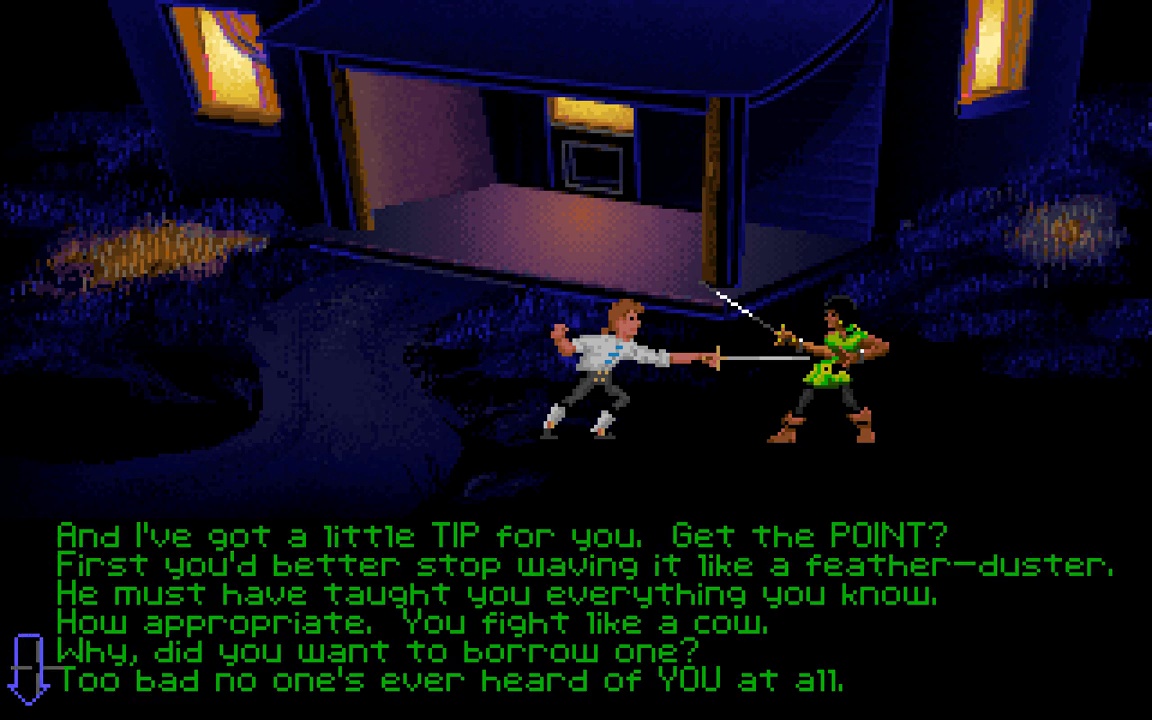 And I've got a little TIP for you.  Get the POINT?
First you'd better stop waving it like a feather-duster.
He must have taught you everything you know.
How appropriate.  You fight like a cow.
Why, did you want to borrow one?
Too bad no one's ever heard of YOU at all.